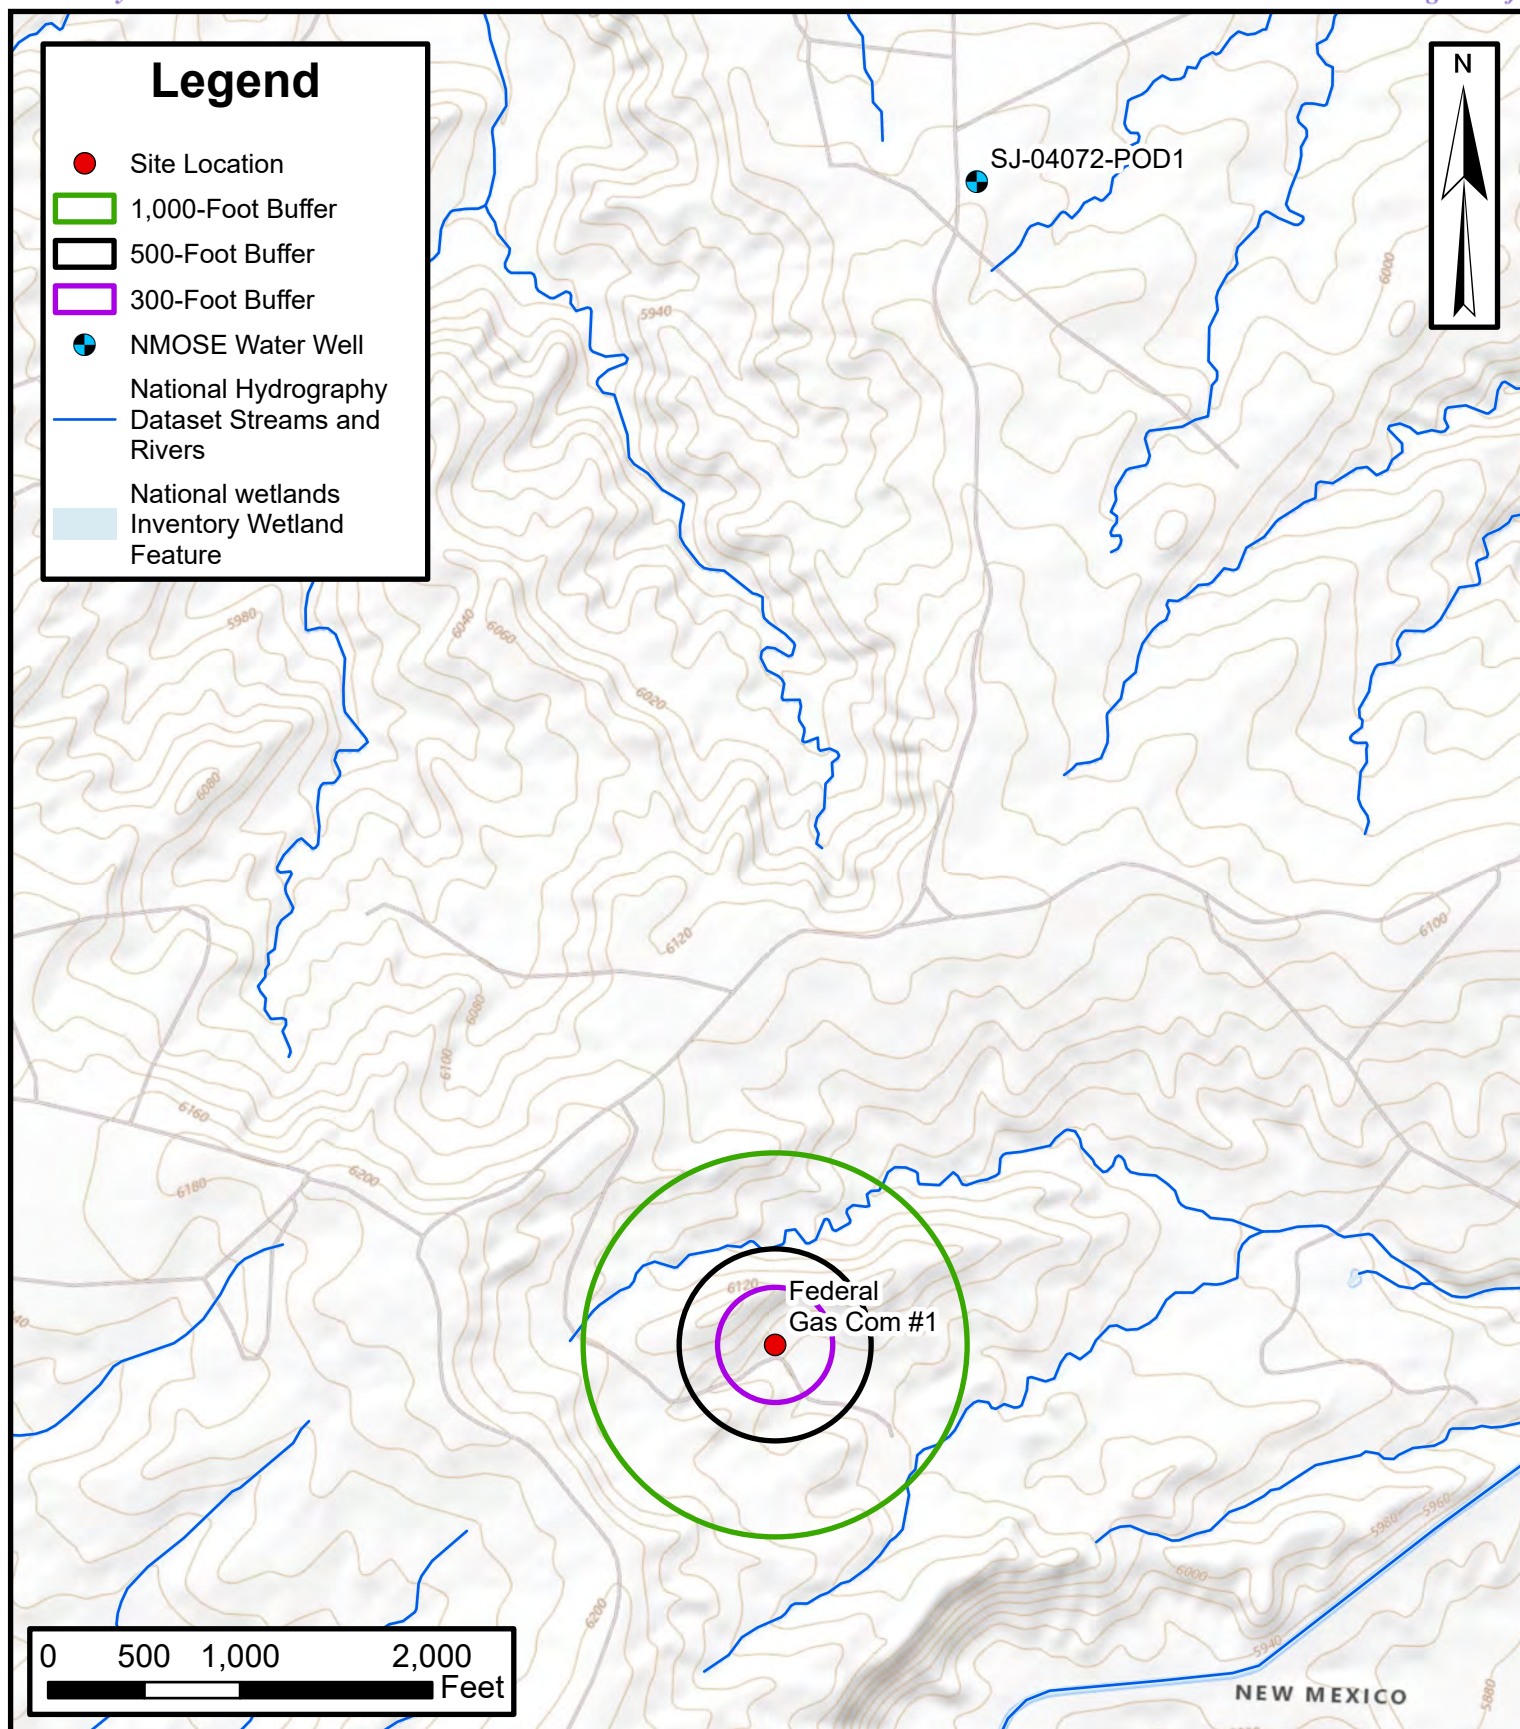 Legend
Site Location
1,000-Foot Buffer
500-Foot Buffer
300-Foot Buffer
NMOSE Water Well
National Hydrography
Dataset Streams and
Rivers
National wetlands
Inventory Wetland
Feature
N
SJ-04072-POD1
6000
5940
5980
6040
6060
6020
6080
6120
6100
6080
6100
6160
6200
6180
40
6120
Federal
Gas Com #1
5960
5980
6000
6200
5940
5880
0 500 1,000 2,000
Feet
NEW MEXICO